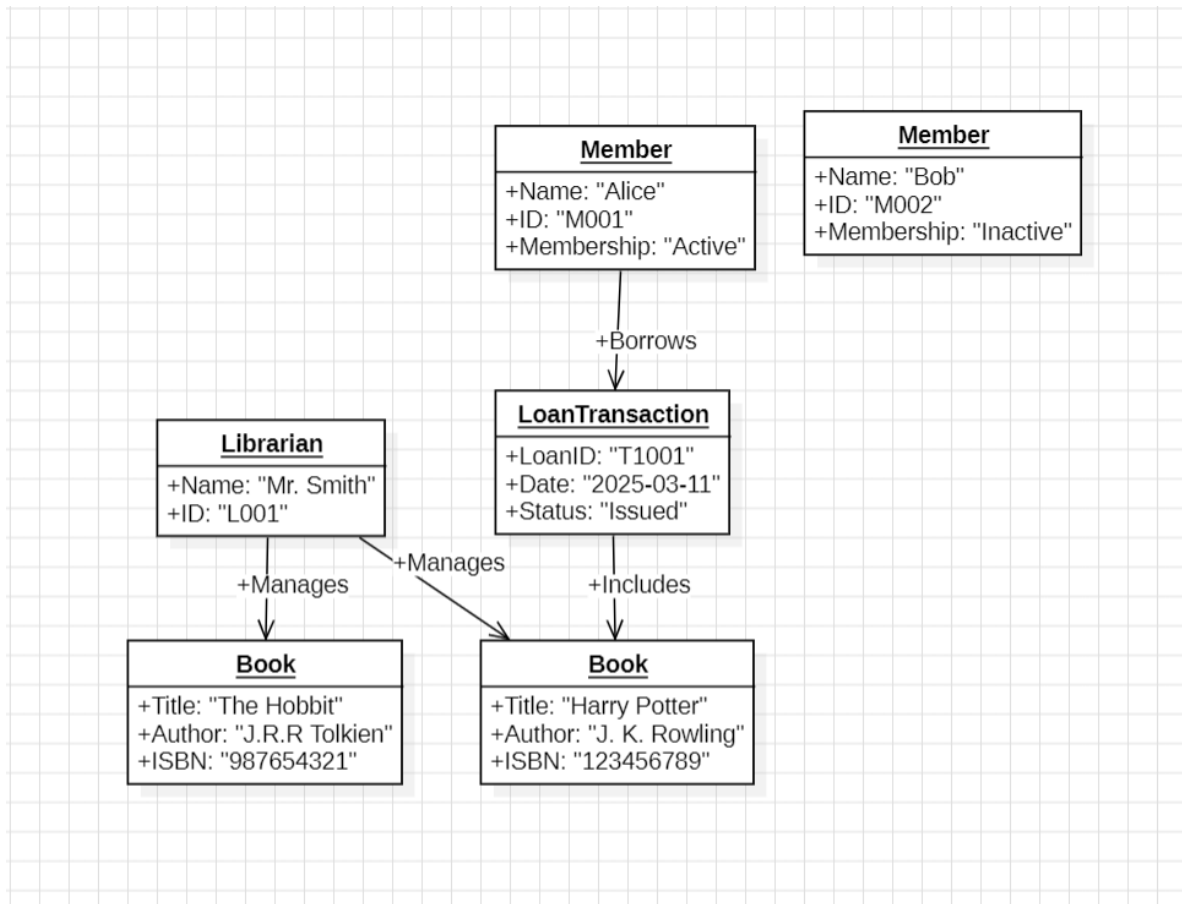 Member
+Name: "Alice"
+ID: "M001"
+Membership: "Active"
Member
+Name: "Bob"
+ID: "M002"
+Membership: "Inactive"
+Borrows
LoanTransaction
+LoanID: "T1001"
+Date: "2025-03-11"
+Status: "Issued"
Librarian
+Name: "Mr. Smith"
+ID: "L001"
+Manages
+Manages
+Includes
Book
+Title: "The Hobbit"
+Author: "J.R.R Tolkien"
+ISBN: "987654321"
Book
+Title: "Harry Potter"
+Author: "J. K. Rowling"
+ISBN: "123456789"